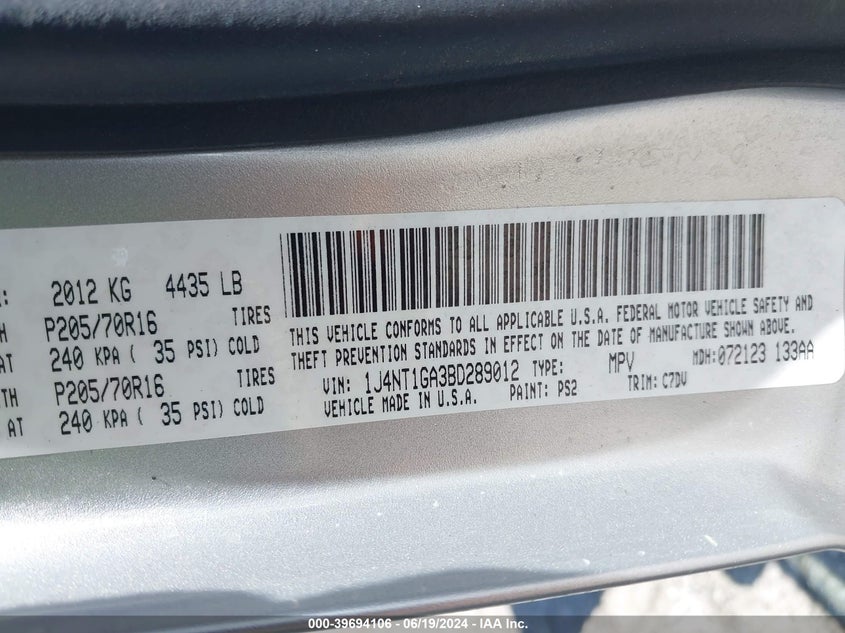 : 2012 KG 4435 LB
H P205/70R16 TIRES
AT 240 KPA ( 35 PSI) COLD
TH P205/70R16 TIRES
AT 240 KPA ( 35 PSI) COLD
THIS VEHICLE CONFORMS TO ALL APPLICABLE U.S.A. FEDERAL MOTOR VEHICLE SAFETY AND
THEFT PREVENTION STANDARDS IN EFFECT ON THE DATE OF MANUFACTURE SHOWN ABOVE.
VIN: 1J4NT1GA3BD289012 TYPE: MPV MDH:072123 133AA
VEHICLE MADE IN U.S.A. PAINT: PS2 TRIM: C7DV
000-39694106 - 06/19/2024 - IAA Inc.